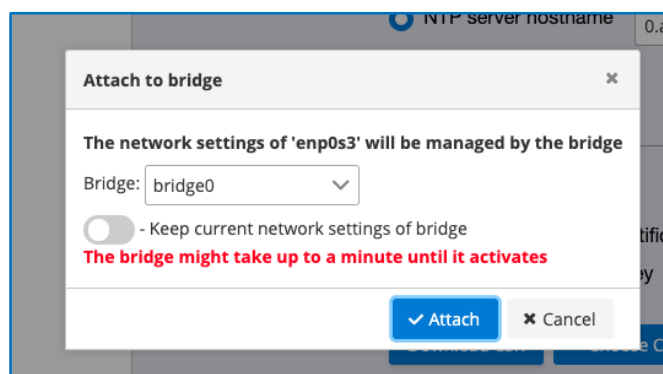 NTP server hostname
0.a
Attach to bridge
The network settings of 'enp0s3' will be managed by the bridge
Bridge: bridge0
- Keep current network settings of bridge
The bridge might take up to a minute until it activates
Attach
Cancel